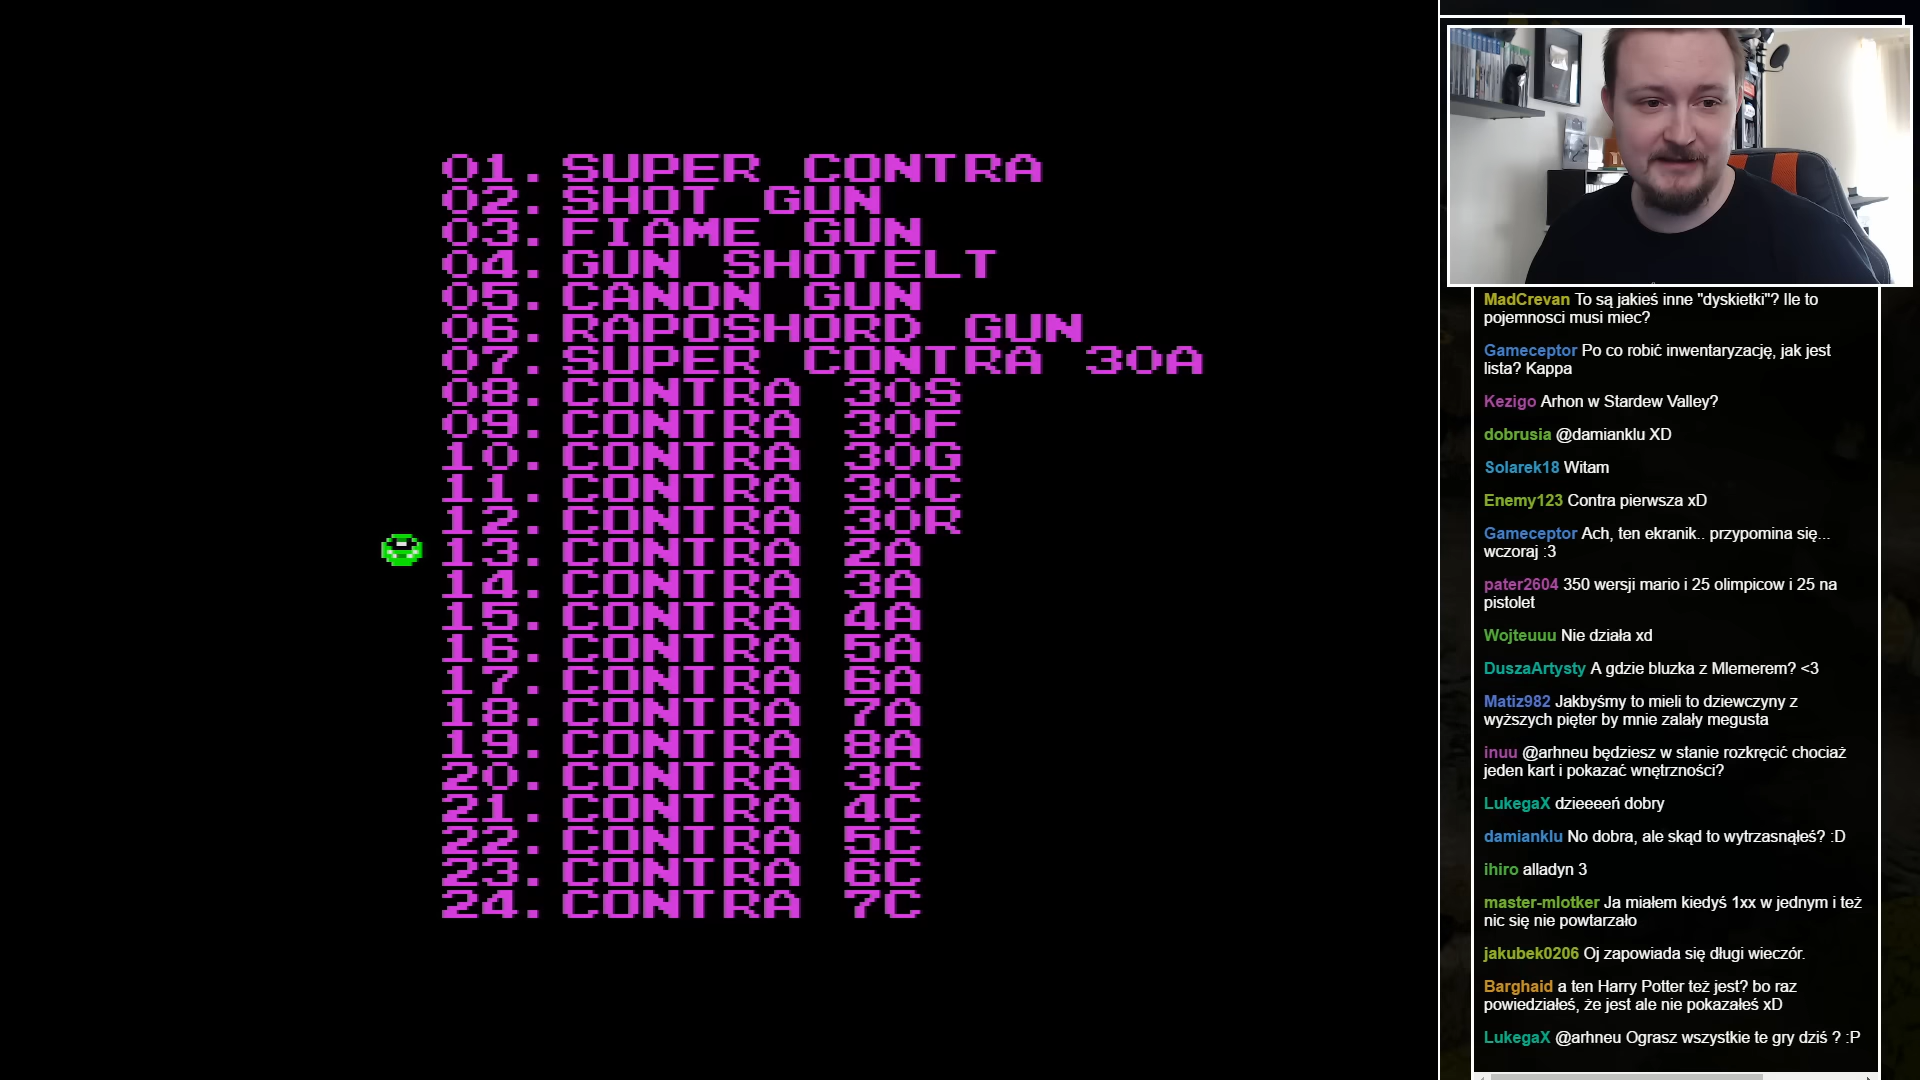 01. SUPER CONTRA
02. SHOT GUN
03. FIAME GUN
04. GUN SHOTELT
05. CANON GUN
06. RAPOSHORD GUN
07. SUPER CONTRA 30A
08. CONTRA 30S
09. CONTRA 30F
10. CONTRA 30G
11. CONTRA 30C
12. CONTRA 30R
13. CONTRA 2A
14. CONTRA 3A
15. CONTRA 4A
16. CONTRA 5A
17. CONTRA 6A
18. CONTRA 7A
19. CONTRA 8A
20. CONTRA 3C
21. CONTRA 4C
22. CONTRA 5C
23. CONTRA 6C
24. CONTRA 7C
MadCrevan To są jakieś inne "dyskietki"? Ile to
pojemnosci musi miec?
Gameceptor Po co robić inwentaryzację, jak jest
lista? Kappa
Kezigo Arhon w Stardew Valley?
dobrusia @damianklu XD
Solarek18 Witam
Enemy123 Contra pierwsza xD
Gameceptor Ach, ten ekranik.. przypomina się...
wczoraj :3
pater2604 350 wersji mario i 25 olimpicow i 25 na
pistolet
Wojteuuu Nie działa xd
DuszaArtysty A gdzie bluzka z Mlemerem? <3
Matiz982 Jakbyśmy to mieli to dziewczyny z
wyższych pięter by mnie zalały megusta
inuu @arhneu będziesz w stanie rozkręcić chociaż
jeden kart i pokazać wnętrzności?
LukegaX dzieeeeń dobry
damianklu No dobra, ale skąd to wytrzasnąłeś? :D
ihiro alladyn 3
master-mlotker Ja miałem kiedyś 1xx w jednym i też
nic się nie powtarzało
jakubek0206 Oj zapowiada się długi wieczór.
Barghaid a ten Harry Potter też jest? bo raz
powiedziałeś, że jest ale nie pokazałeś xD
LukegaX @arhneu Ograsz wszystkie te gry dziś ? :P